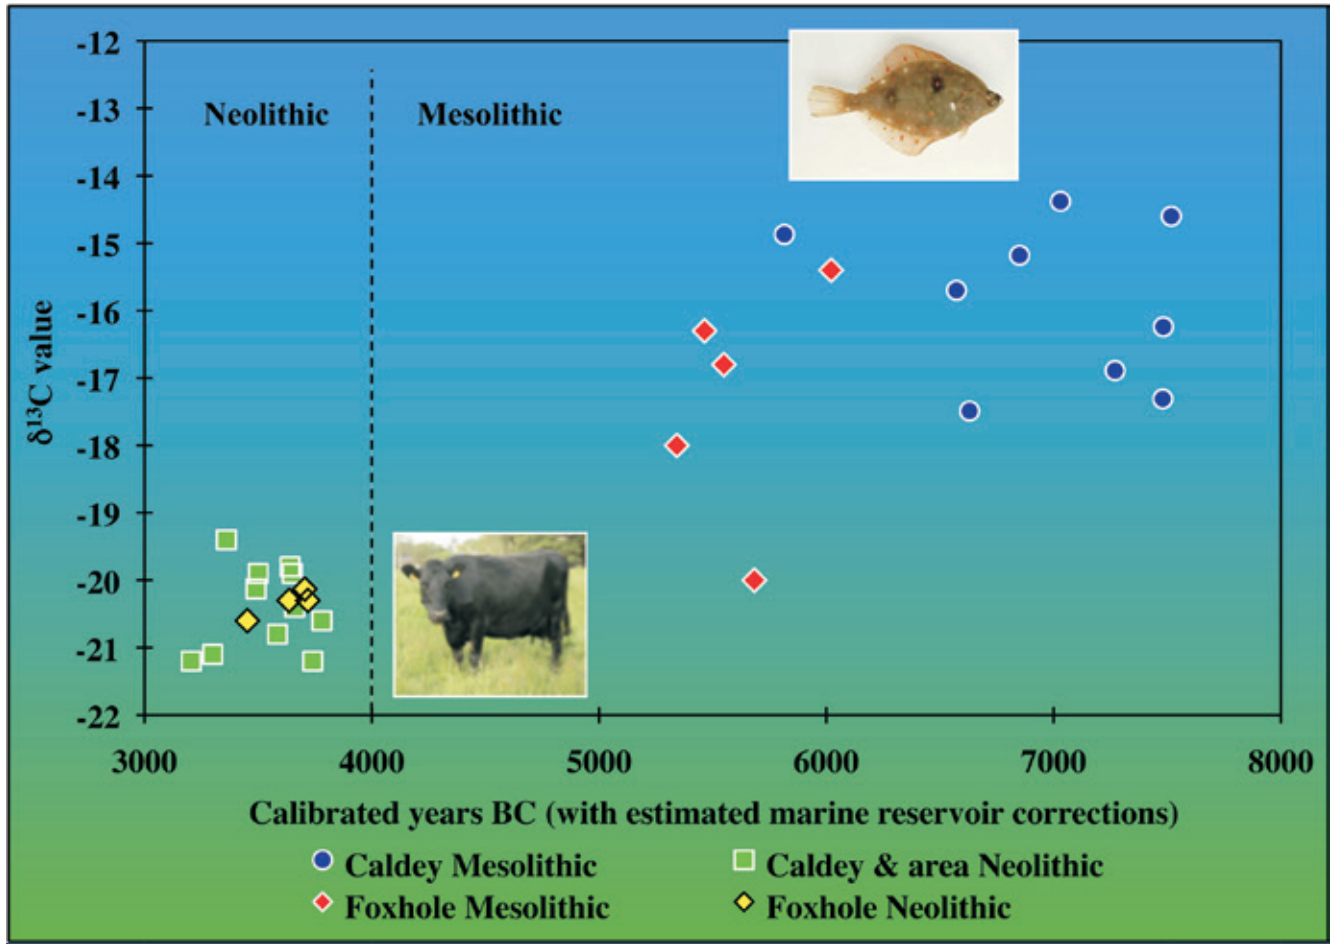 -12
-13
-14
-15
-16
-17
-18
-19
-20
-21
-22
δ¹³C value
Neolithic
Mesolithic
3000 4000 5000 6000 7000 8000
Calibrated years BC (with estimated marine reservoir corrections)
Caldey Mesolithic
Caldey & area Neolithic
Foxhole Mesolithic
Foxhole Neolithic